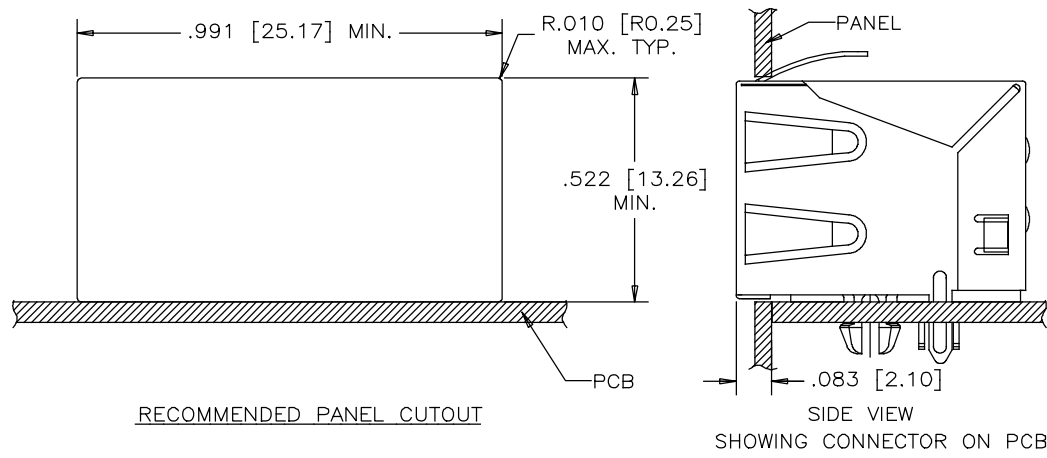 .991 [25.17] MIN.
R.010 [R0.25]
MAX. TYP.
.522 [13.26]
MIN.
PCB
RECOMMENDED PANEL CUTOUT
PANEL
.083 [2.10]
SIDE VIEW
SHOWING CONNECTOR ON PCB